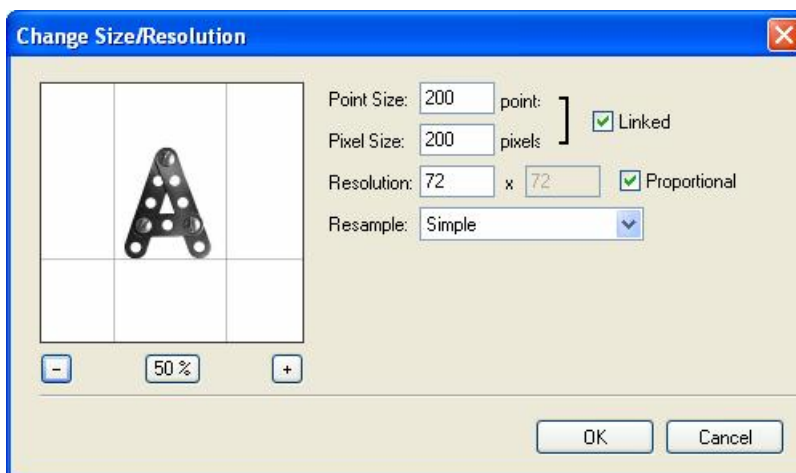 Change Size/Resolution
Point Size: 200 points
Pixel Size: 200 pixels
Linked
Resolution: 72 x 72 Proportional
Resample: Simple
- 50 % +
OK Cancel